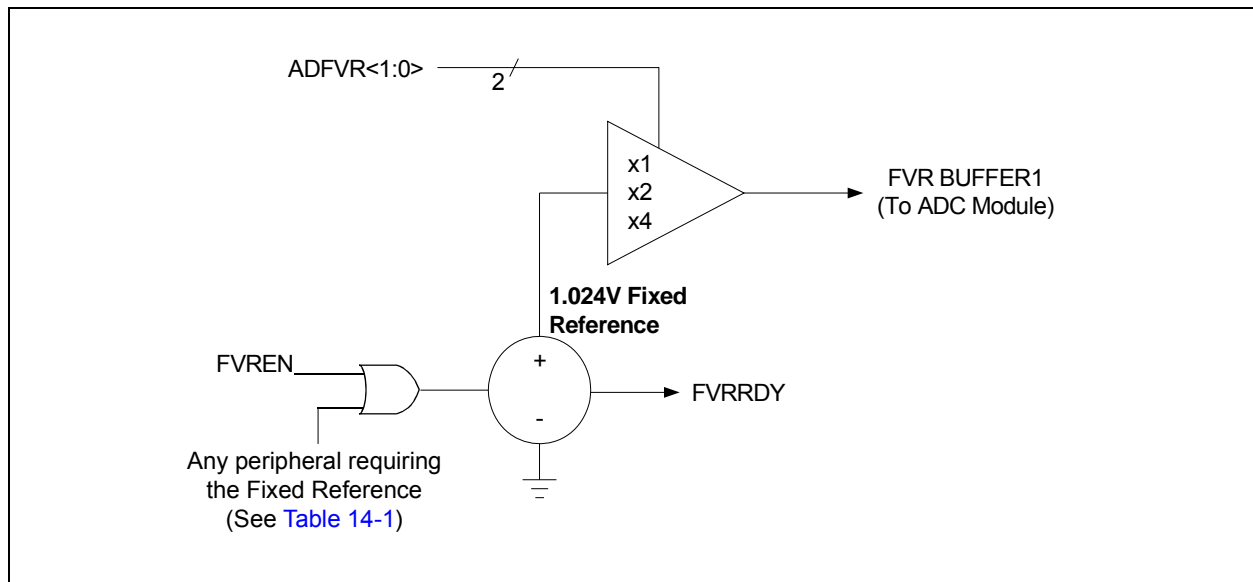 ADFVR<1:0>
2
x1
x2
x4
FVR BUFFER1
(To ADC Module)
1.024V Fixed
Reference
FVREN
+
-
FVRRDY
Any peripheral requiring
the Fixed Reference
(See Table 14-1)